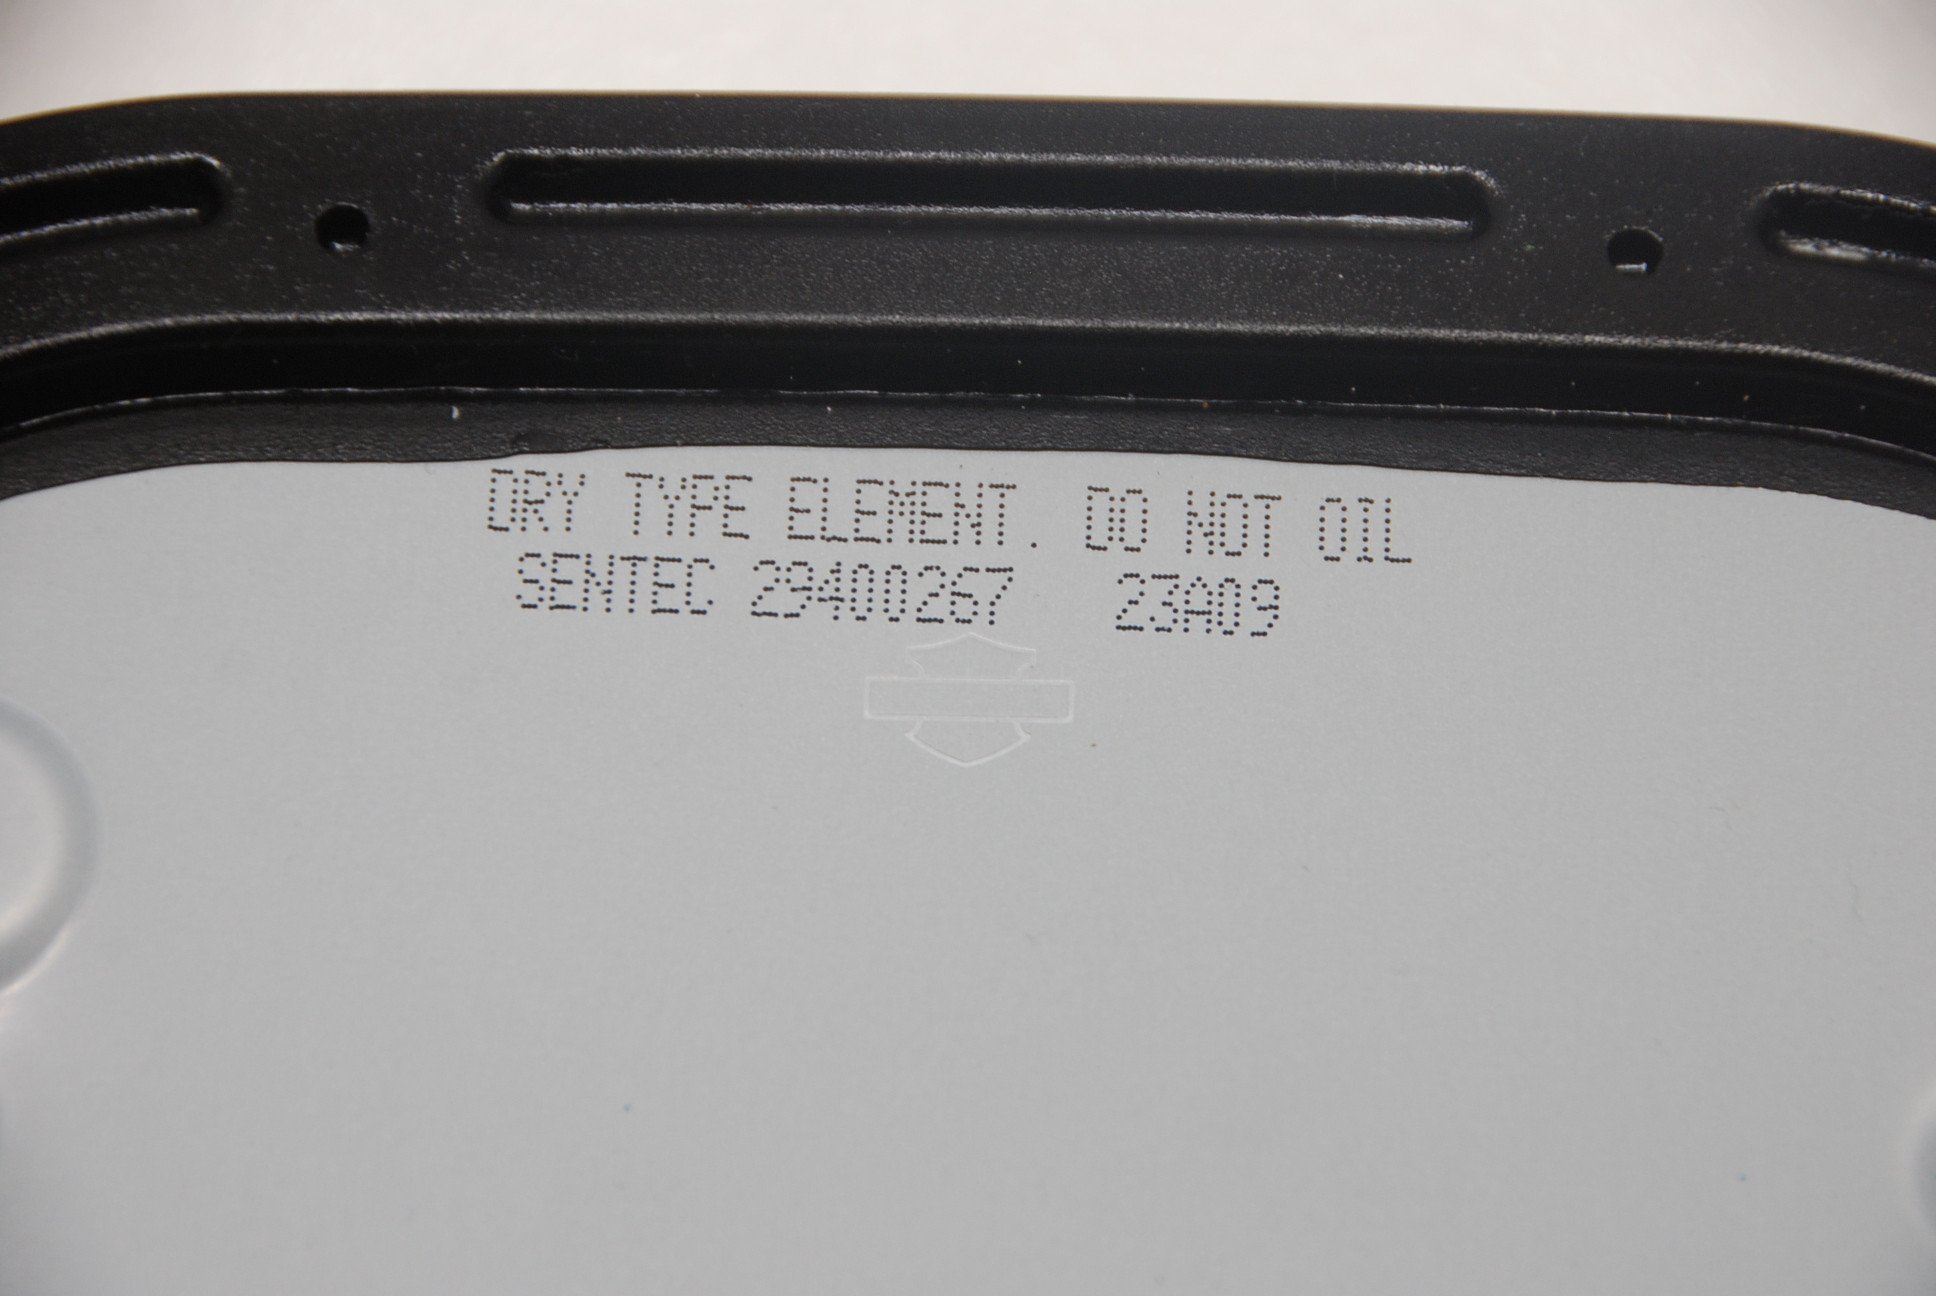 DRY TYPE ELEMENT. DO NOT OIL
SENTEC 29400267 23A09